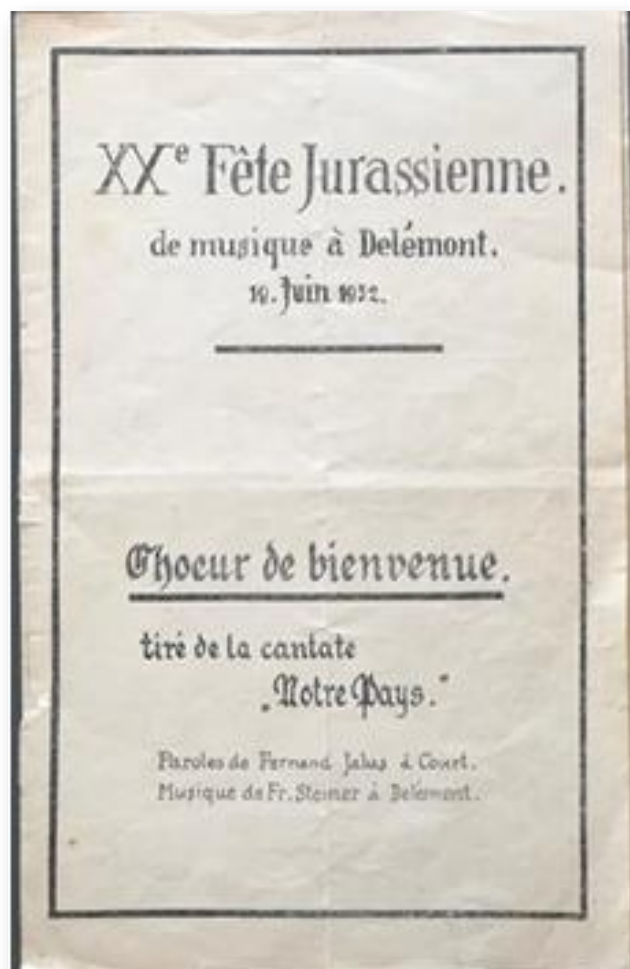 XXe Fête Jurassienne.
de musique à Delémont.
19. Juin 1932.
Choeur de bienvenue.
tiré de la cantate
„Notre Pays."
Paroles de Fernand à Court.
Musique de Fr. Steiner à Delémont.